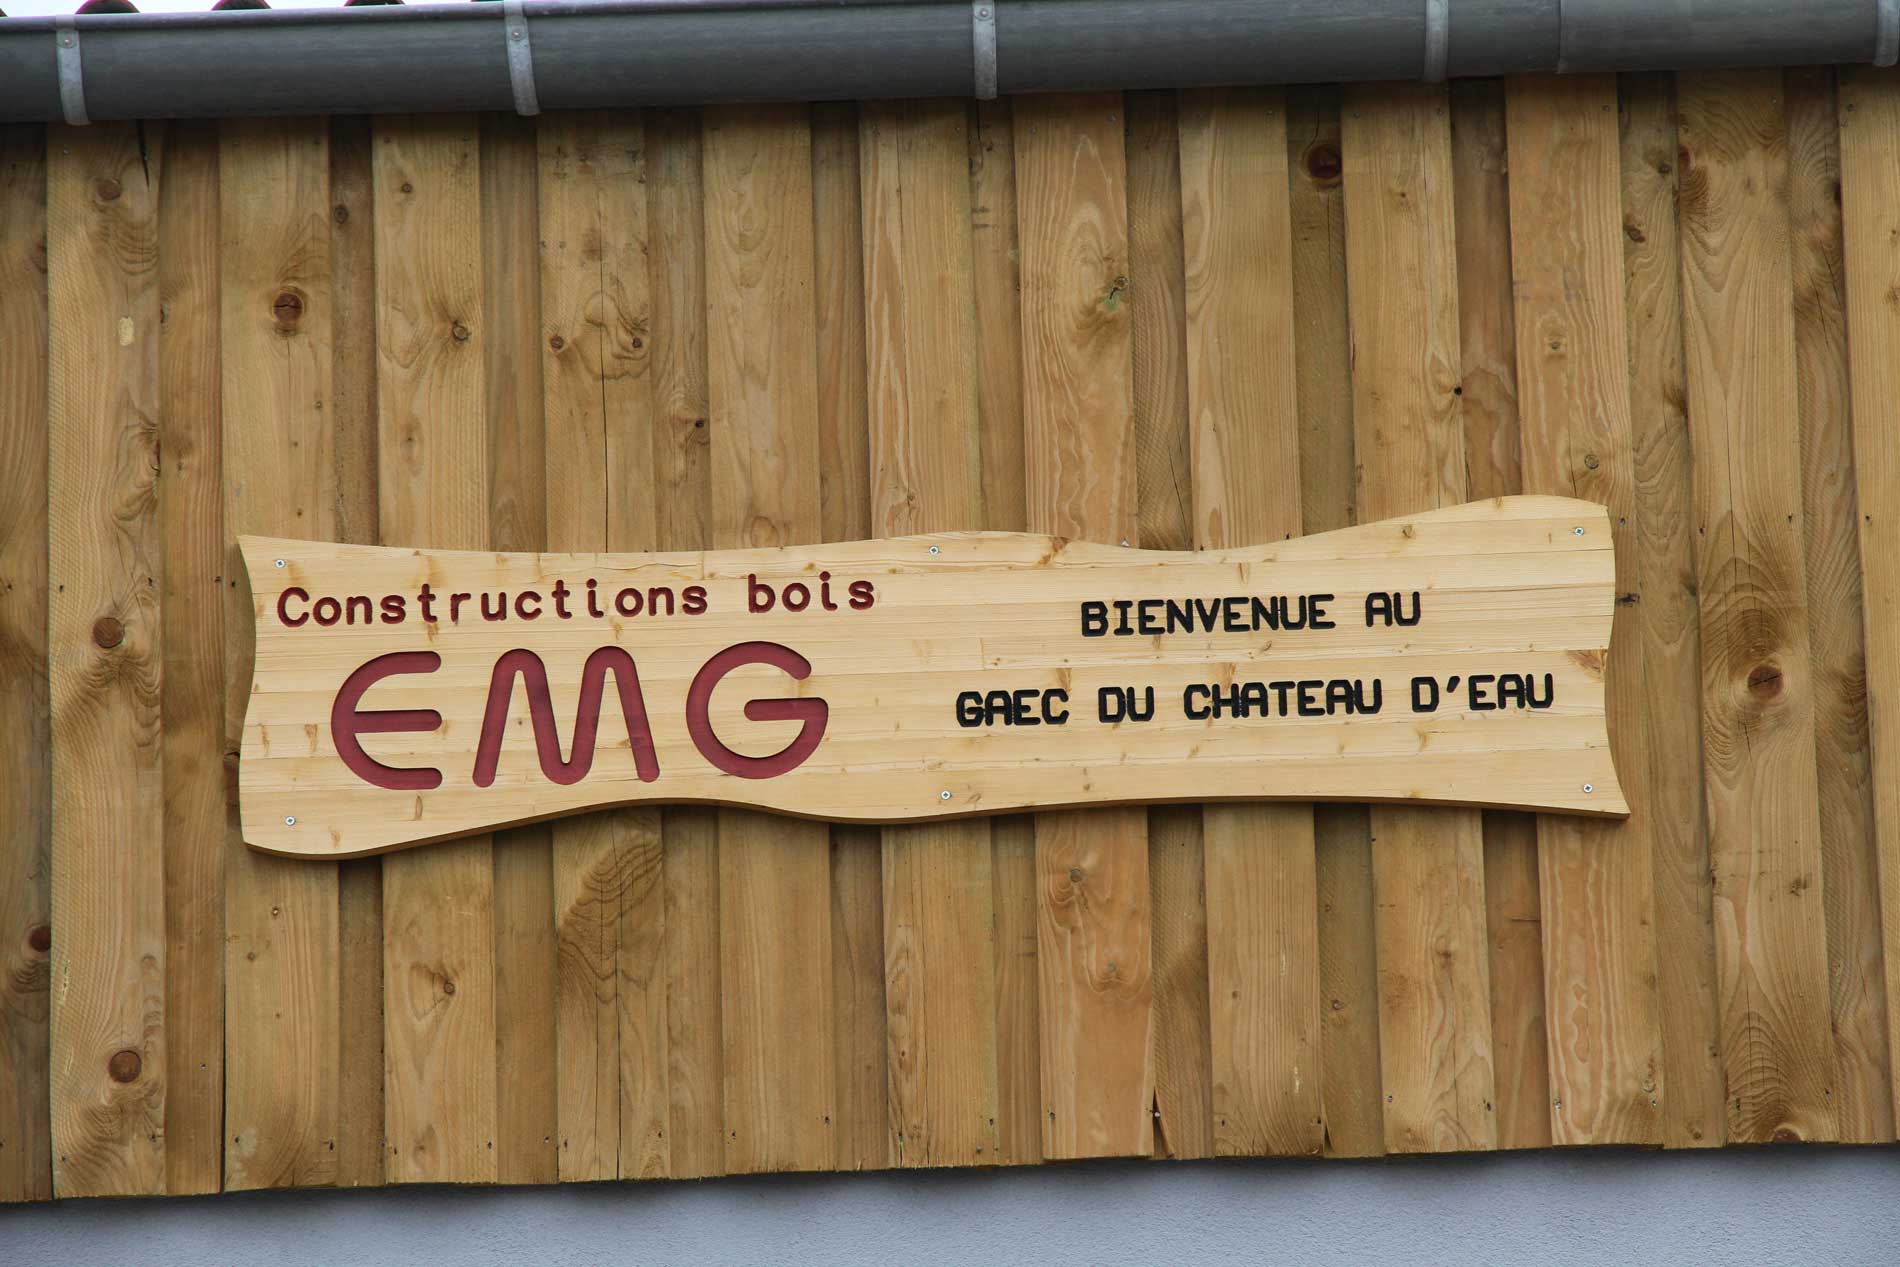 Constructions bois
EMG
BIENVENUE AU
GAEC DU CHATEAU D'EAU